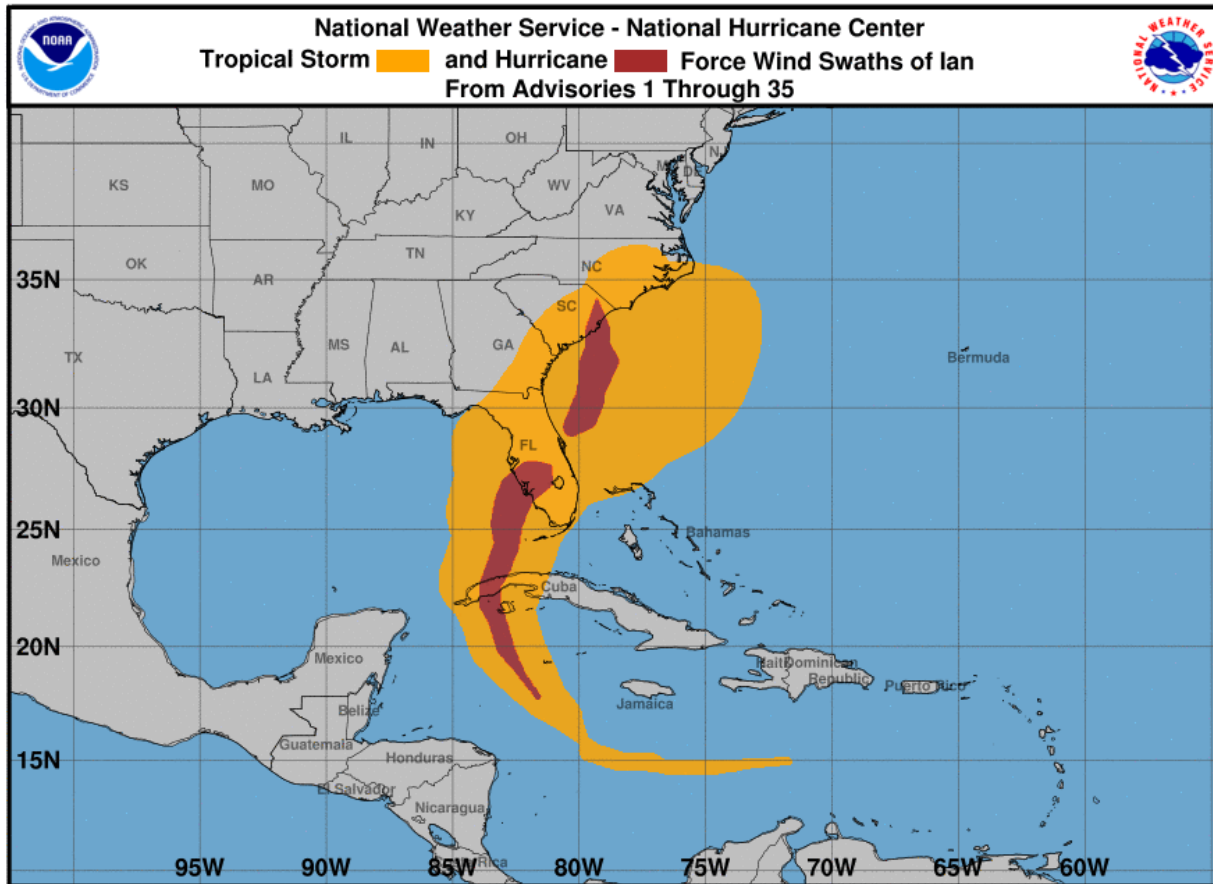 National Weather Service - National Hurricane Center
Tropical Storm and Hurricane Force Wind Swaths of Ian
From Advisories 1 Through 35
NOAA
NATIONAL WEATHER SERVICE
IL
IN
OH
NJ
M
DE
KS
MO
WV
VA
KY
TN
OK
AR
NC
35N
SC
TX
MS
AL
GA
LA
Bermuda
30N
FL
25N
Bahamas
Mexico
Cuba
20N
Mexico
Haiti
Dominican
Republic
Puerto Rico
Jamaica
Belize
Guatemala
15N
Honduras
El Salvador
Nicaragua
Rica
95W
90W
85W
80W
75W
70W
65W
60W